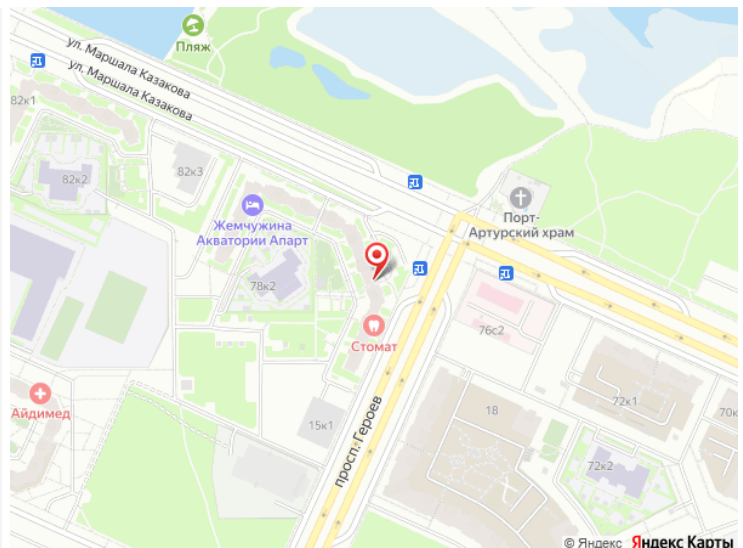 Пляж
ул. Маршала Казакова
ул. Маршала Казакова
82к1
82к2
82к3
Жемчужина
Акватории Апарт
Порт-
Артурский храм
78к2
76с2
Стомат
Айдимед
15к1
просп. Героев
18
72к1
70к
72к2
© Яндекс Яндекс Карты